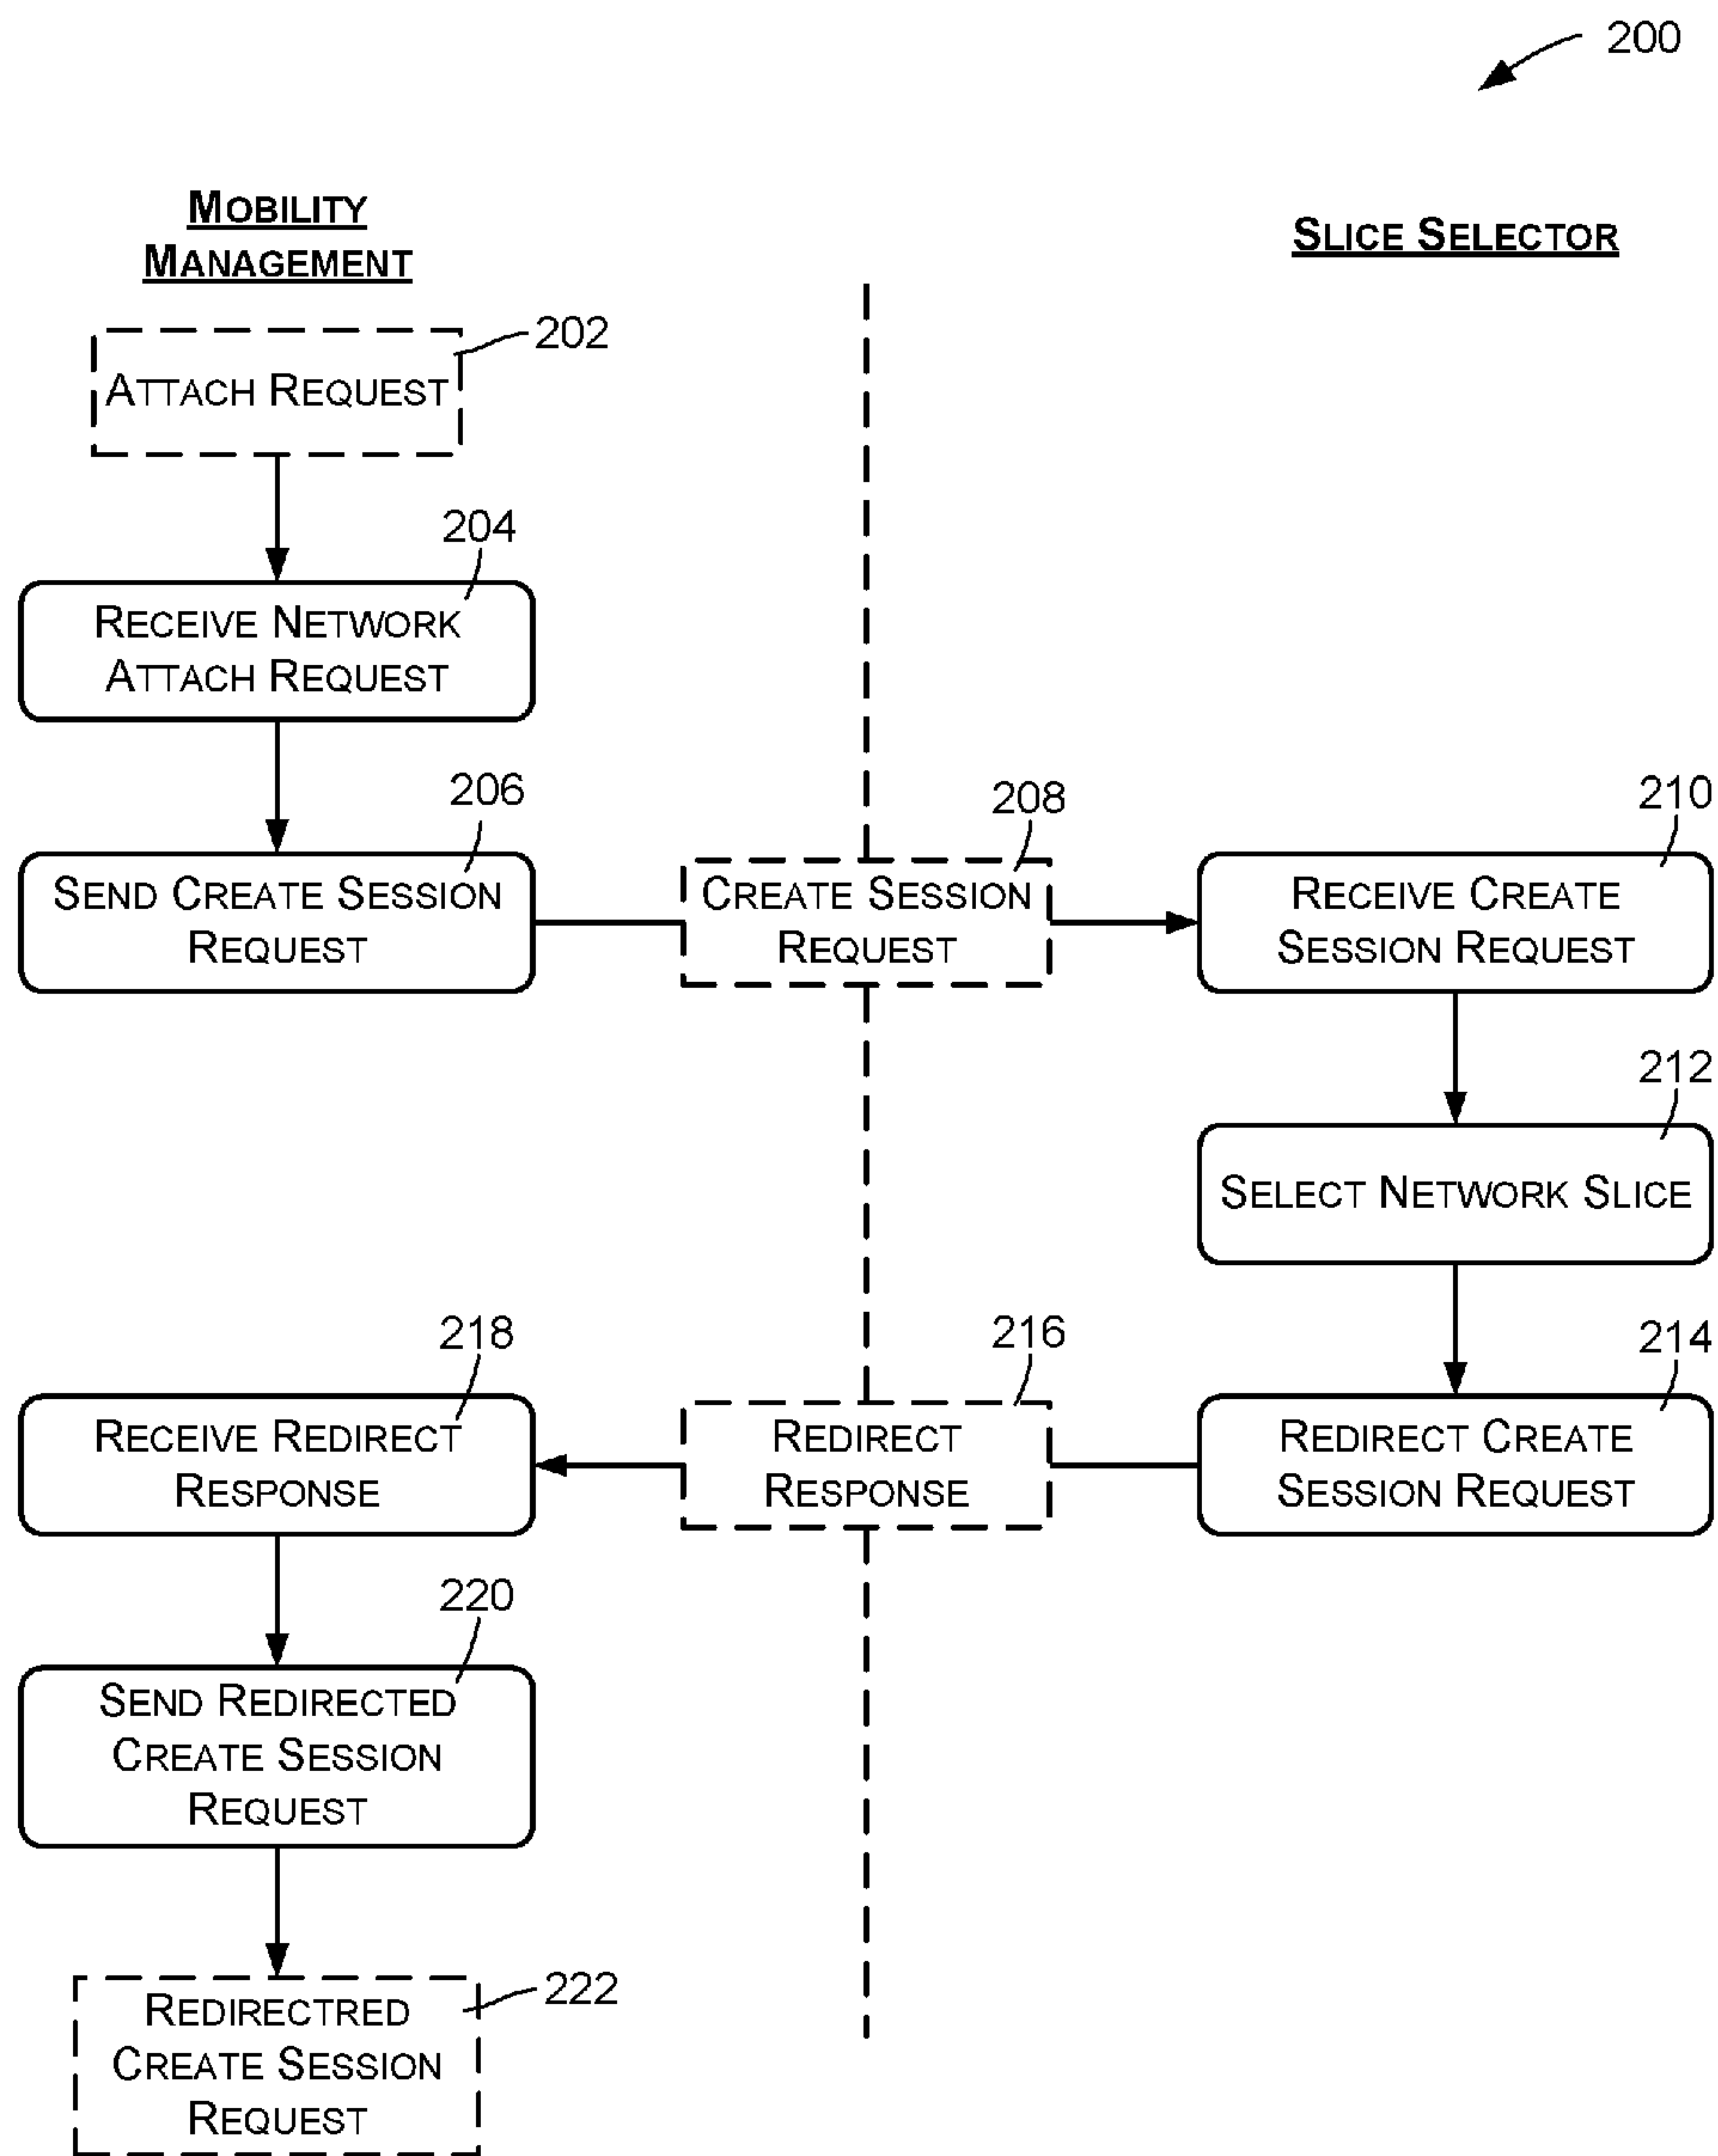 200
MOBILITY
MANAGEMENT
SLICE SELECTOR
202
ATTACH REQUEST
204
RECEIVE NETWORK
ATTACH REQUEST
206
SEND CREATE SESSION
REQUEST
208
CREATE SESSION
REQUEST
210
RECEIVE CREATE
SESSION REQUEST
212
SELECT NETWORK SLICE
214
REDIRECT CREATE
SESSION REQUEST
216
REDIRECT
RESPONSE
218
RECEIVE REDIRECT
RESPONSE
220
SEND REDIRECTED
CREATE SESSION
REQUEST
222
REDIRECTRED
CREATE SESSION
REQUEST